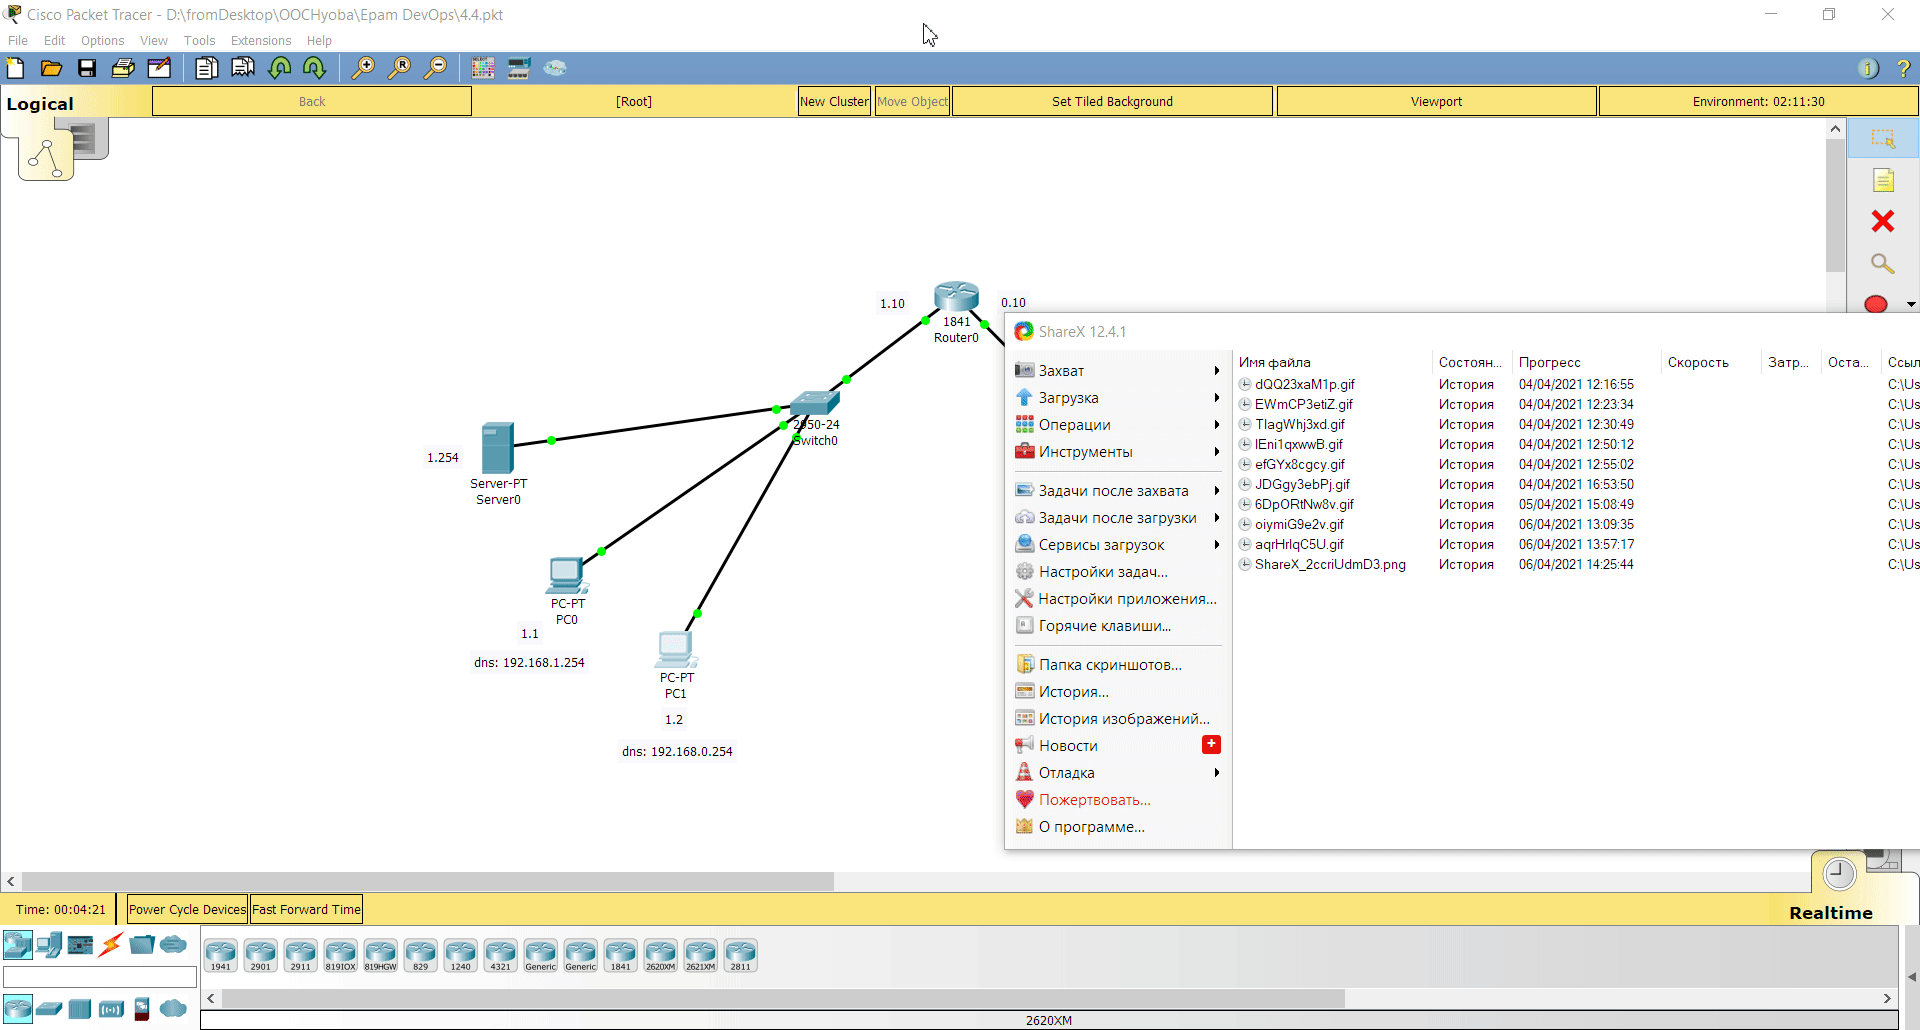 Cisco Packet Tracer - D:\fromDesktop\OOCHyoba\Epam DevOps\4.4.pkt
File Edit Options View Tools Extensions Help
Logical
Back
[Root]
New Cluster
Move Object
Set Tiled Background
Viewport
Environment: 02:11:30
1.10
0.10
1841
Router0
2950-24
Switch0
1.254
Server-PT
Server0
PC-PT
PC0
1.1
dns: 192.168.1.254
PC-PT
PC1
1.2
dns: 192.168.0.254
ShareX 12.4.1
Захват
Загрузка
Операции
Инструменты
Задачи после захвата
Задачи после загрузки
Сервисы загрузок
Настройки задач...
Настройки приложения...
Горячие клавиши...
Папка скриншотов...
История...
История изображений...
Новости
Отладка
Пожертвовать...
О программе...
Имя файла Состоян... Прогресс Скорость Затр... Оста... Ссыл
dQQ23xaM1p.gif История 04/04/2021 12:16:55 C:\Us
EWmCP3etiZ.gif История 04/04/2021 12:23:34 C:\Us
TlagWhj3xd.gif История 04/04/2021 12:30:49 C:\Us
lEni1qxwwB.gif История 04/04/2021 12:50:12 C:\Us
efGYx8cgcy.gif История 04/04/2021 12:55:02 C:\Us
JDGgy3ebPj.gif История 04/04/2021 16:53:50 C:\Us
6DpORtNw8v.gif История 05/04/2021 15:08:49 C:\Us
oiymiG9e2v.gif История 06/04/2021 13:09:35 C:\Us
aqrHrlqC5U.gif История 06/04/2021 13:57:17 C:\Us
ShareX_2ccriUdmD3.png История 06/04/2021 14:25:44 C:\Us
Time: 00:04:21
Power Cycle Devices
Fast Forward Time
Realtime
1941 2901 2911 819IOX 819HGW 829 1240 4321 Generic Generic 1841 2620XM 2621XM 2811
2620XM